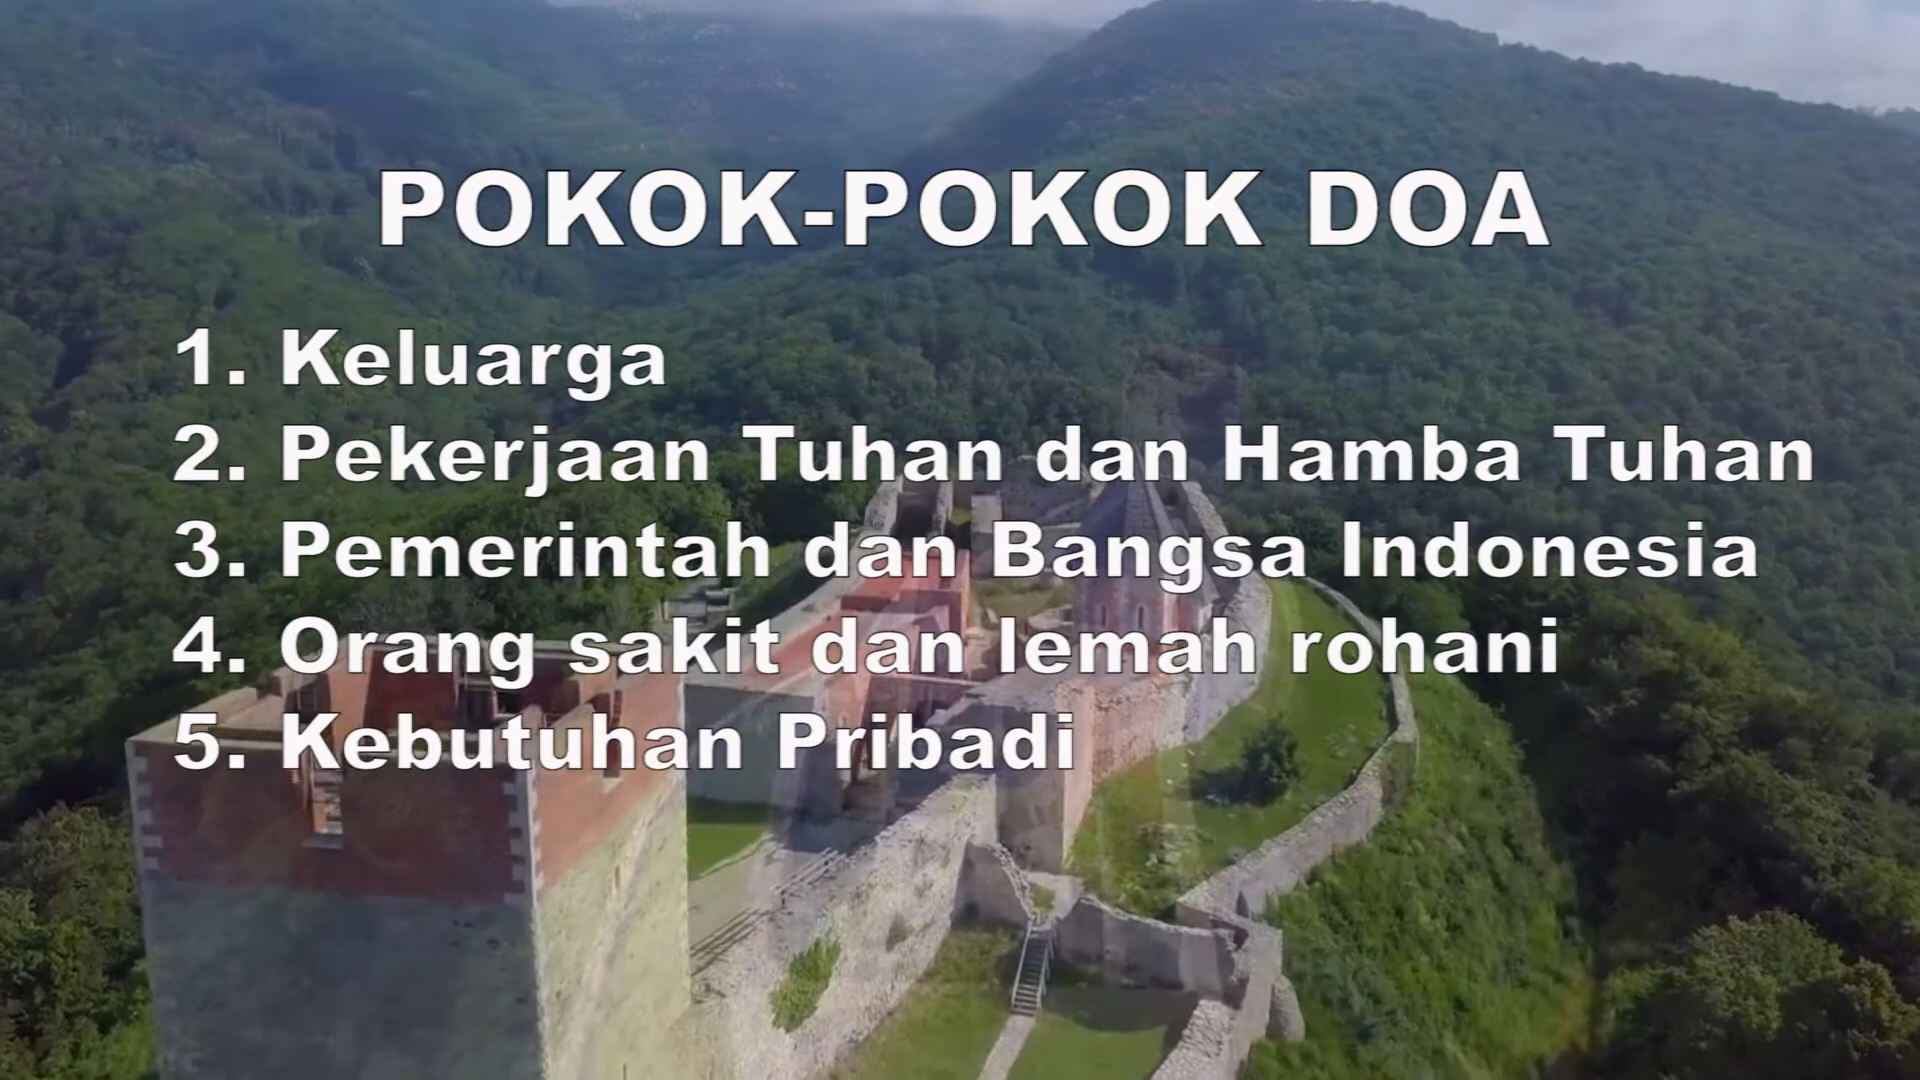 POKOK-POKOK DOA
1. Keluarga
2. Pekerjaan Tuhan dan Hamba Tuhan
3. Pemerintah dan Bangsa Indonesia
4. Orang sakit dan lemah rohani
5. Kebutuhan Pribadi